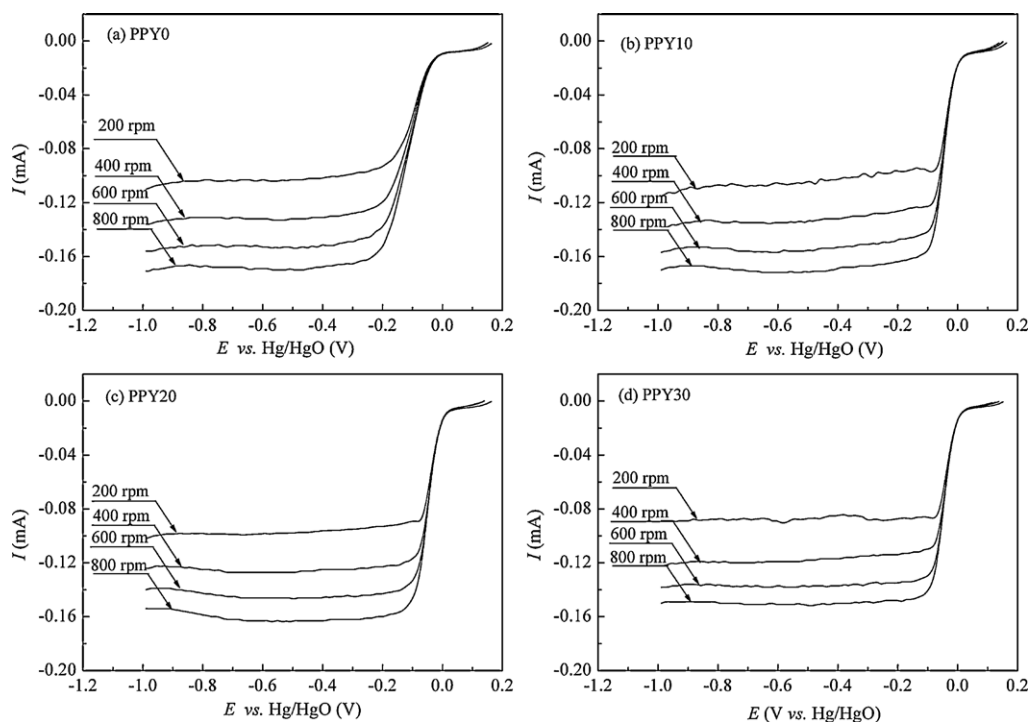 (a) PPY0
0.00
-0.04
-0.08
-0.12
-0.16
-0.20
I (mA)
200 rpm
400 rpm
600 rpm
800 rpm
-1.2 -1.0 -0.8 -0.6 -0.4 -0.2 0.0 0.2
E vs. Hg/HgO (V)
(b) PPY10
0.00
-0.04
-0.08
-0.12
-0.16
-0.20
I (mA)
200 rpm
400 rpm
600 rpm
800 rpm
-1.2 -1.0 -0.8 -0.6 -0.4 -0.2 0.0 0.2
E vs. Hg/HgO (V)
(c) PPY20
0.00
-0.04
-0.08
-0.12
-0.16
-0.20
I (mA)
200 rpm
400 rpm
600 rpm
800 rpm
-1.2 -1.0 -0.8 -0.6 -0.4 -0.2 0.0 0.2
E vs. Hg/HgO (V)
(d) PPY30
0.00
-0.04
-0.08
-0.12
-0.16
-0.20
I (mA)
200 rpm
400 rpm
600 rpm
800 rpm
-1.2 -1.0 -0.8 -0.6 -0.4 -0.2 0.0 0.2
E (V vs. Hg/HgO)